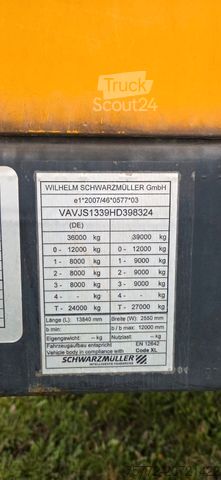 Truck
Scout24
WILHELM SCHWARZMÜLLER GmbH
e1*2007/46*0577*03
VAVJS1339HD398324
(DE)
36000 kg 39000 kg
0 - 12000 kg 0 - 12000 kg
1 - 8000 kg 1 - 9000 kg
2 - 8000 kg 2 - 9000 kg
3 - 8000 kg 3 - 9000 kg
4 - - kg 4 - - kg
T - 24000 kg T - 27000 kg
Länge (L): 13840 mm Breite (W): 2550 mm
b min: b / b max: 12000 mm
Eigengewicht: -- kg Nutzlast: -- kg
Fahrzeugaufbau entspricht EN 12642
Vehicle body in compliance with Code XL
SCHWARZMÜLLER
INTELLIGENTE FAHRZEUGE